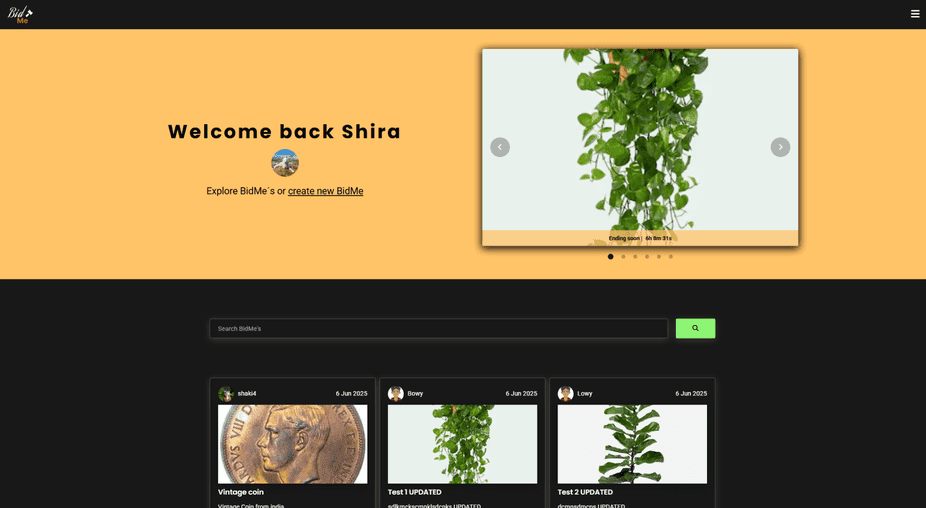 Bid
Me
Welcome back Shira
Explore BidMe´s or create new BidMe
Ending soon | 6h 8m 31s
Search BidMe's
shaki4
6 Jun 2025
Bowy
6 Jun 2025
Lowy
6 Jun 2025
Vintage coin
Test 1 UPDATED
Test 2 UPDATED
Vintage Coin from india
UPDATED
UPDATED